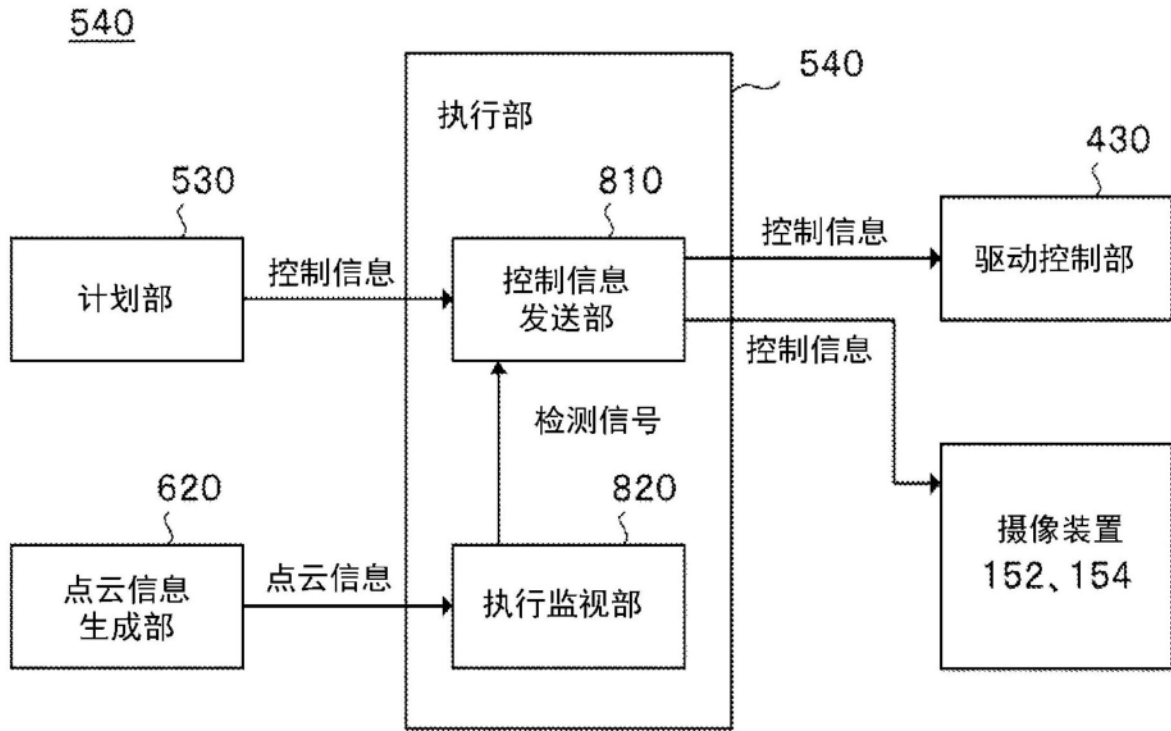 540
540
执行部
530
810
430
计划部
控制信息
控制信息
发送部
控制信息
驱动控制部
控制信息
检测信号
620
820
点云信息
生成部
点云信息
执行监视部
摄像装置
152、154